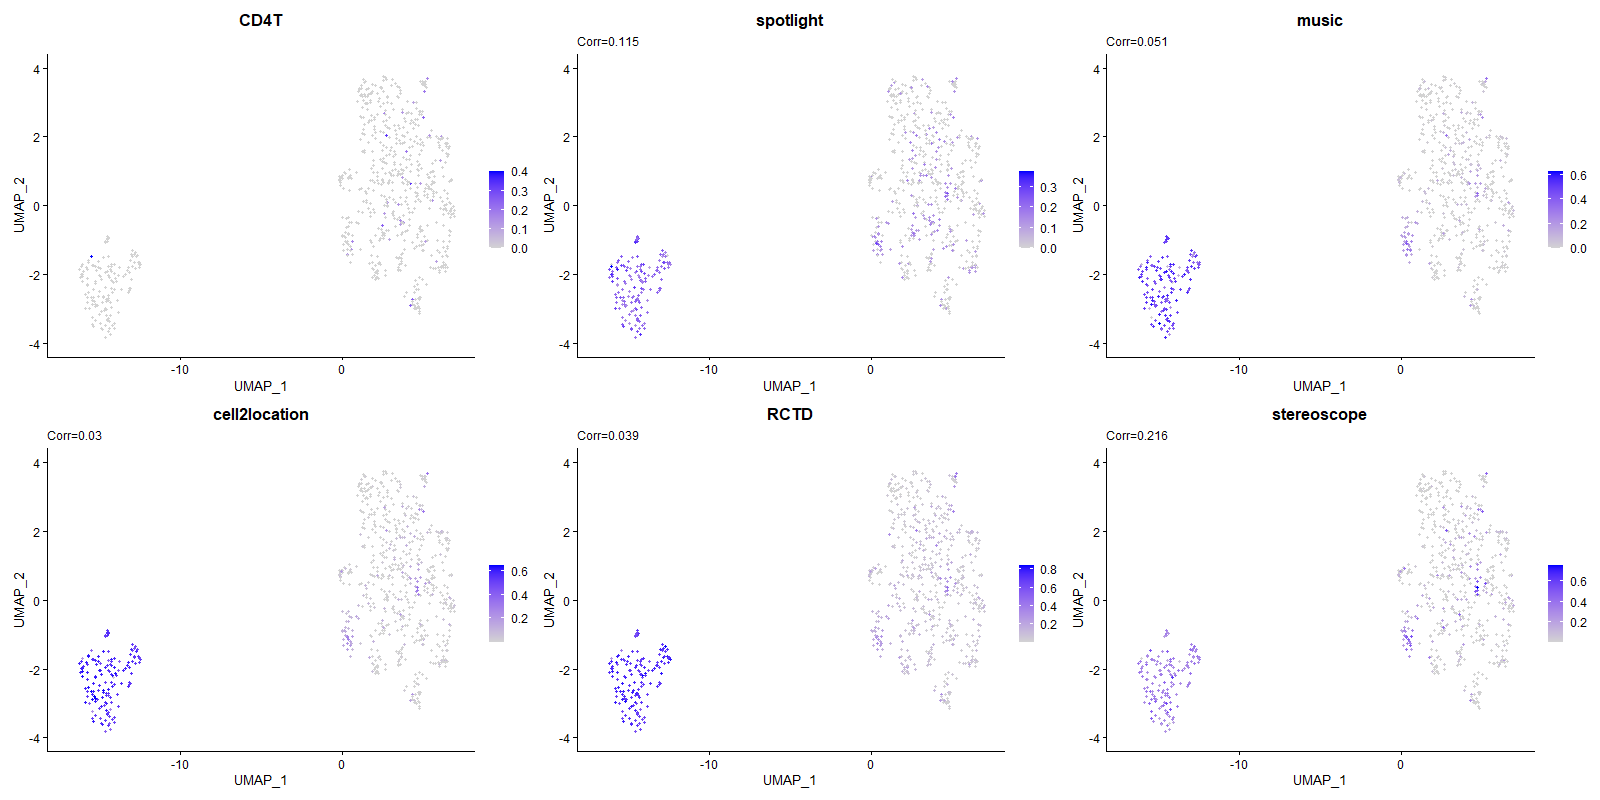 CD4T
4
2
0
-2
-4
UMAP_2
-10
0
UMAP_1
0.4
0.3
0.2
0.1
0.0
spotlight
Corr=0.115
4
2
0
-2
-4
UMAP_2
-10
0
UMAP_1
0.3
0.2
0.1
0.0
music
Corr=0.051
4
2
0
-2
-4
UMAP_2
-10
0
UMAP_1
0.6
0.4
0.2
0.0
cell2location
Corr=0.03
4
2
0
-2
-4
UMAP_2
-10
0
UMAP_1
0.6
0.4
0.2
RCTD
Corr=0.039
4
2
0
-2
-4
UMAP_2
-10
0
UMAP_1
0.8
0.6
0.4
0.2
stereoscope
Corr=0.216
4
2
0
-2
-4
UMAP_2
-10
0
UMAP_1
0.6
0.4
0.2